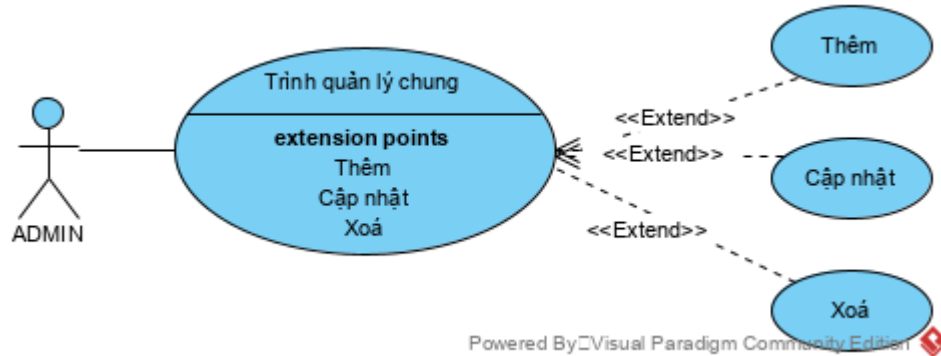 Thêm
Trình quản lý chung
<<Extend>>
extension points
Thêm
<<Extend>>
Cập nhật
Cập nhật
Xoá
<<Extend>>
ADMIN
Xoá
Powered By□Visual Paradigm Community Edition